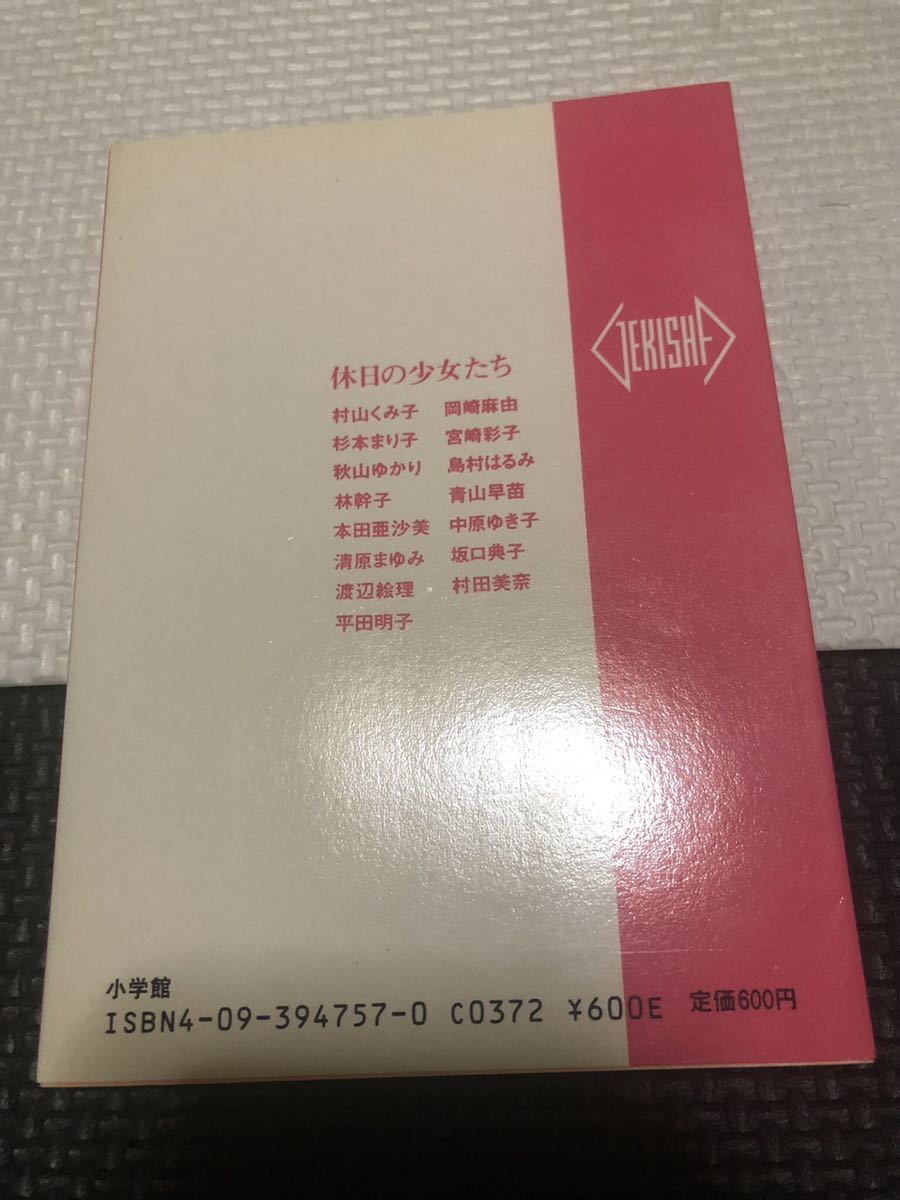 GEKISHA
休日の少女たち
村山くみ子 岡崎麻由
杉本まり子 宮崎彩子
秋山ゆかり 島村はるみ
林幹子 青山早苗
本田亜沙美 中原ゆき子
清原まゆみ 坂口典子
渡辺絵理 村田美奈
平田明子
小学館
ISBN4-09-394757-0 C0372 ¥600E 定価600円